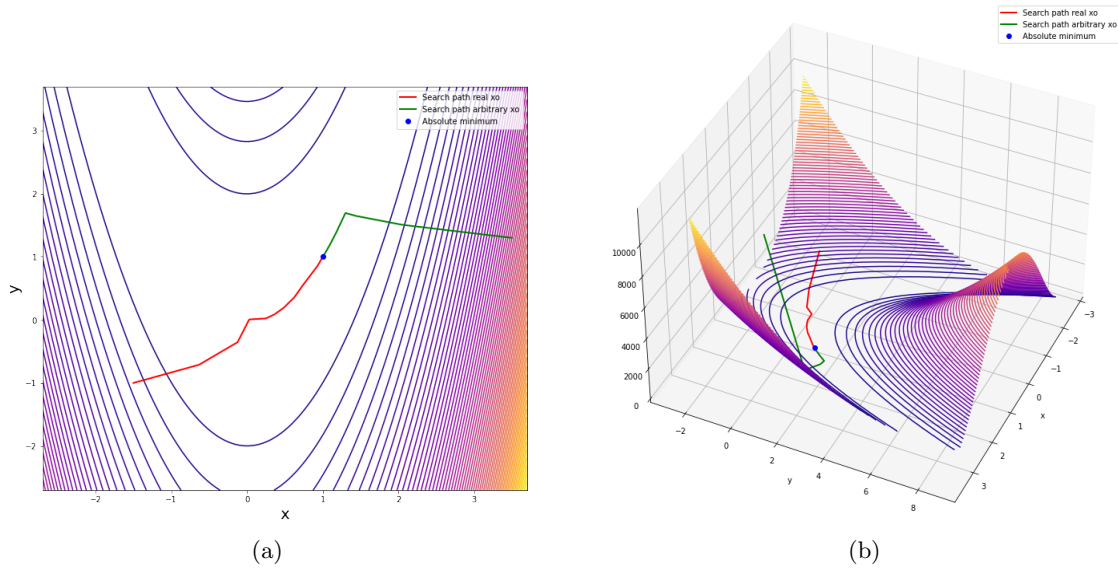 Search path real xo
Search path arbitrary xo
Absolute minimum
3
2
1
0
−1
−2
y
−2
−1
0
1
2
3
x
(a)
Search path real xo
Search path arbitrary xo
Absolute minimum
10000
8000
6000
4000
2000
0
−2
0
2
4
6
8
y
−3
−2
−1
0
1
2
3
x
(b)